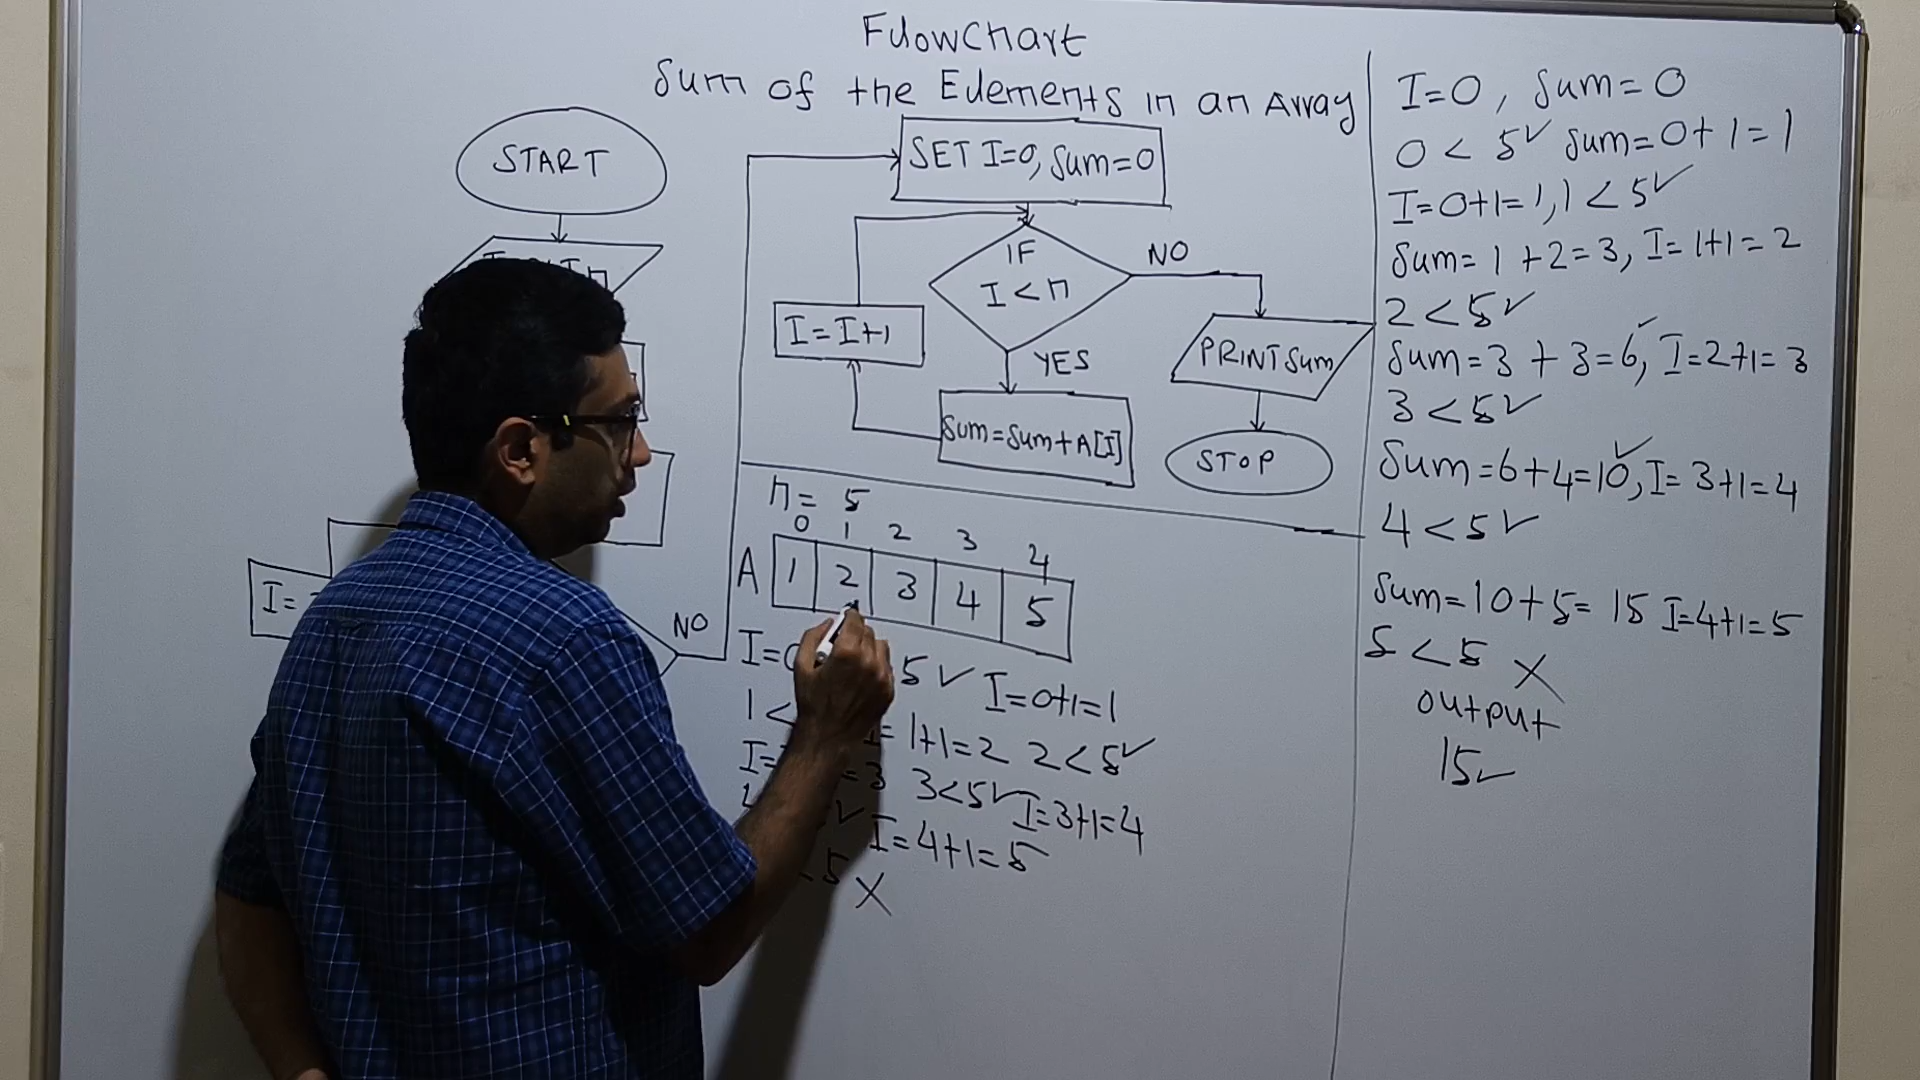 FlowChart
Sum of the Elements in an Array
START
I=
NO
SET I=0, Sum=0
IF
I<n
NO
YES
I=I+1
Sum=Sum+A[I]
PRINT Sum
STOP
n= 5
0 1 2 3 4
A 1 2 3 4 5
5✓ I=0+1=1
1< 1+1=2 2<5✓
I= =3 3<5✓ I=3+1=4
✓ I=4+1=5
<5 X
I=0, Sum=0
0<5✓ Sum=0+1=1
I=0+1=1, 1<5✓
Sum=1+2=3, I=1+1=2
2<5✓
Sum=3+3=6✓, I=2+1=3
3<5✓
Sum=6+4=10✓, I=3+1=4
4<5✓
Sum=10+5=15 I=4+1=5
5<5 X
output
15✓